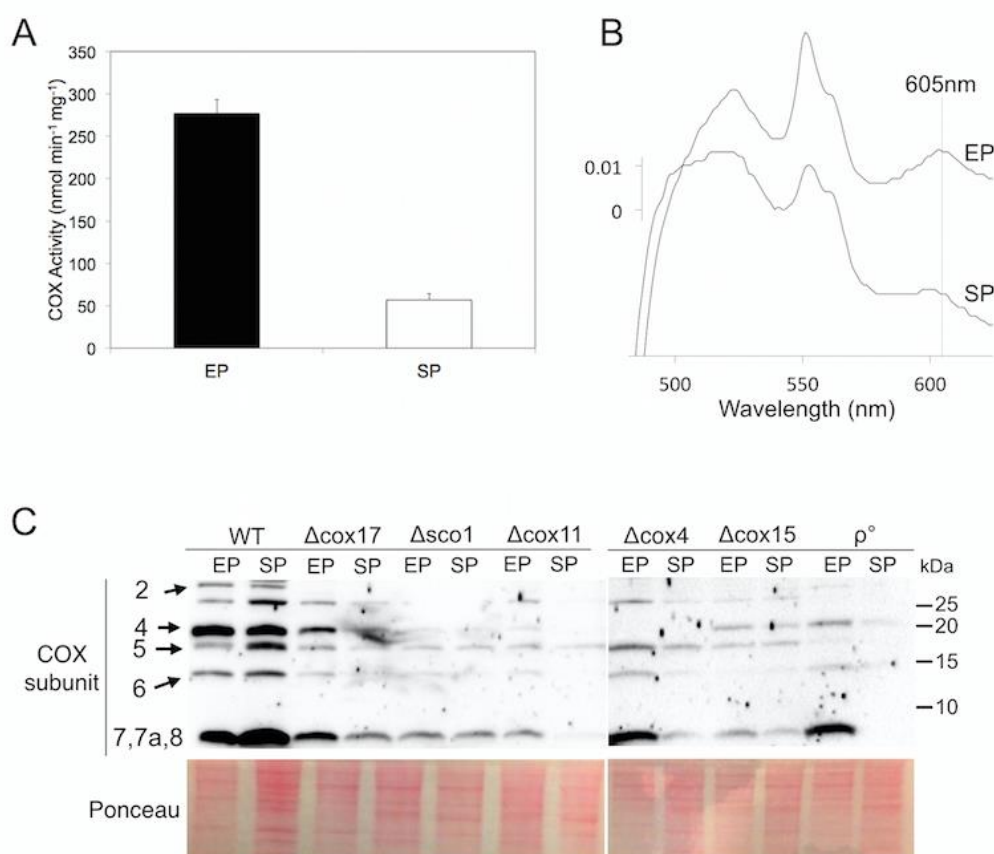 A
COX Activity (nmol min⁻¹ mg⁻¹)
350
300
250
200
150
100
50
0
EP
SP
B
605nm
EP
0.01
0
SP
500
550
600
Wavelength (nm)
C
WT
Δcox17
Δsco1
Δcox11
Δcox4
Δcox15
ρ°
EP SP EP SP EP SP EP SP EP SP EP SP EP SP kDa
2
4
5
6
7,7a,8
COX
subunit
25
20
15
10
Ponceau